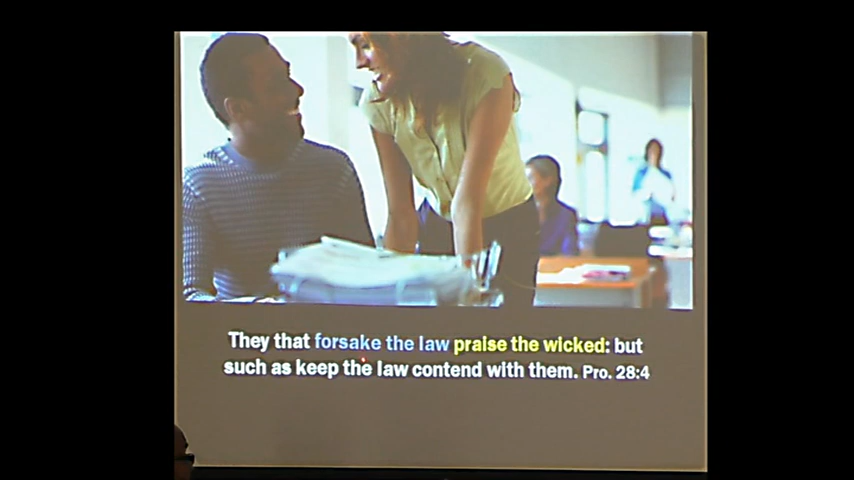 They that forsake the law praise the wicked: but
such as keep the law contend with them. Pro. 28:4